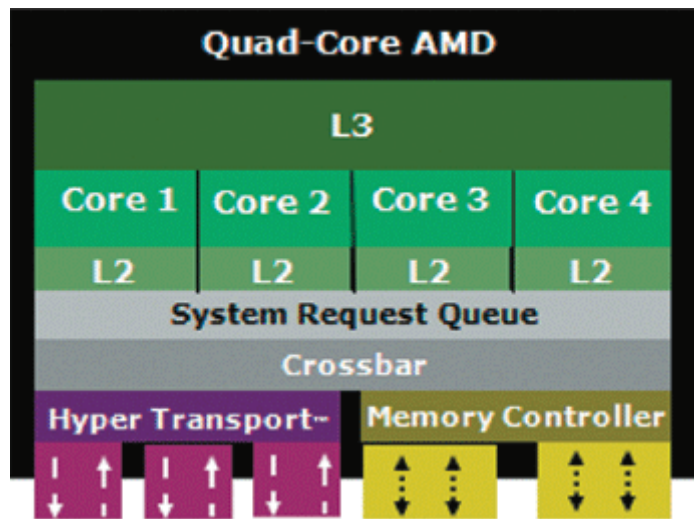 Quad-Core AMD
L3
Core 1 Core 2 Core 3 Core 4
L2 L2 L2 L2
System Request Queue
Crossbar
Hyper Transport™ Memory Controller